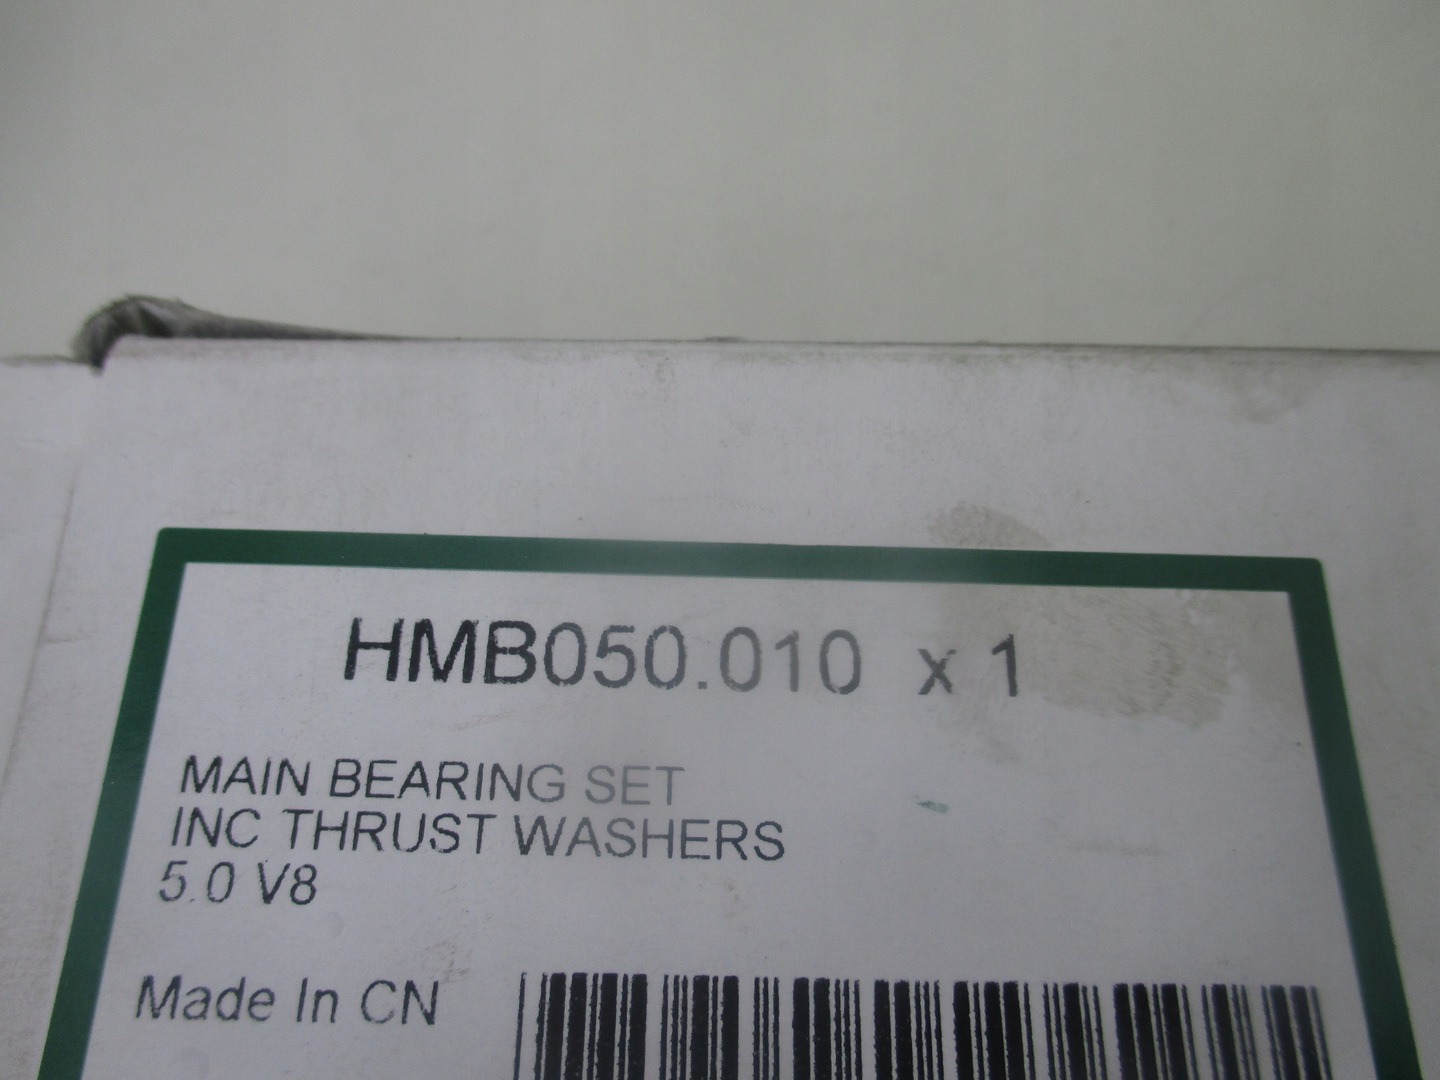 HMB050.010 x 1
MAIN BEARING SET
INC THRUST WASHERS
5.0 V8
Made In CN